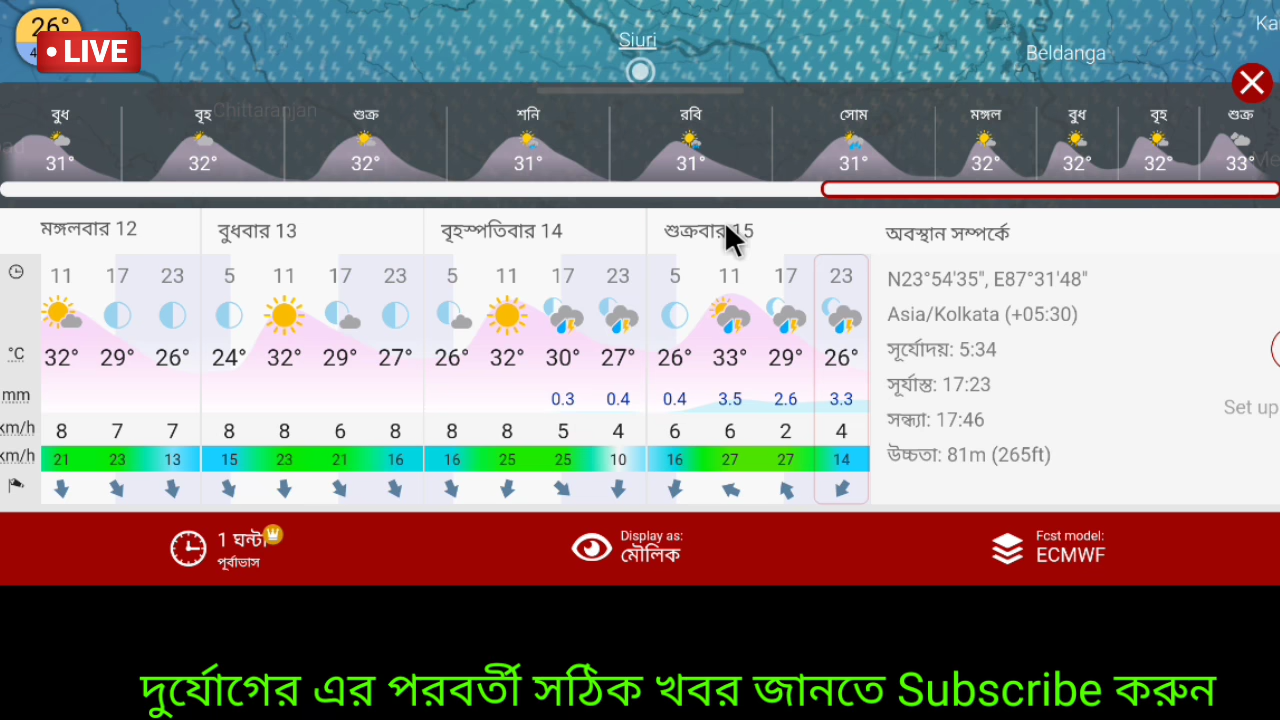 26°
LIVE
Siuri
Beldanga
Ka
Chittaranjan
বুধ বৃহ শুক্র শনি রবি সোম মঙ্গল বুধ বৃহ শুক্র
31° 32° 32° 31° 31° 31° 32° 32° 32° 33°
মঙ্গলবার 12 বুধবার 13 বৃহস্পতিবার 14 শুক্রবার 15 অবস্থান সম্পর্কে
11 17 23 5 11 17 23 5 11 17 23 5 11 17 23
°C 32° 29° 26° 24° 32° 29° 27° 26° 32° 30° 27° 26° 33° 29° 26°
mm 0.3 0.4 0.4 3.5 2.6 3.3
km/h 8 7 7 8 8 6 8 8 8 5 4 6 6 2 4
km/h 21 23 13 15 23 21 16 16 25 25 10 16 27 27 14
N23°54'35", E87°31'48"
Asia/Kolkata (+05:30)
সূর্যোদয়: 5:34
সূর্যাস্ত: 17:23
সন্ধ্যা: 17:46
উচ্চতা: 81m (265ft)
Set up
1 ঘন্টা
পূর্বাভাস
Display as:
মৌলিক
Fcst model:
ECMWF
দুর্যোগের এর পরবর্তী সঠিক খবর জানতে Subscribe করুন